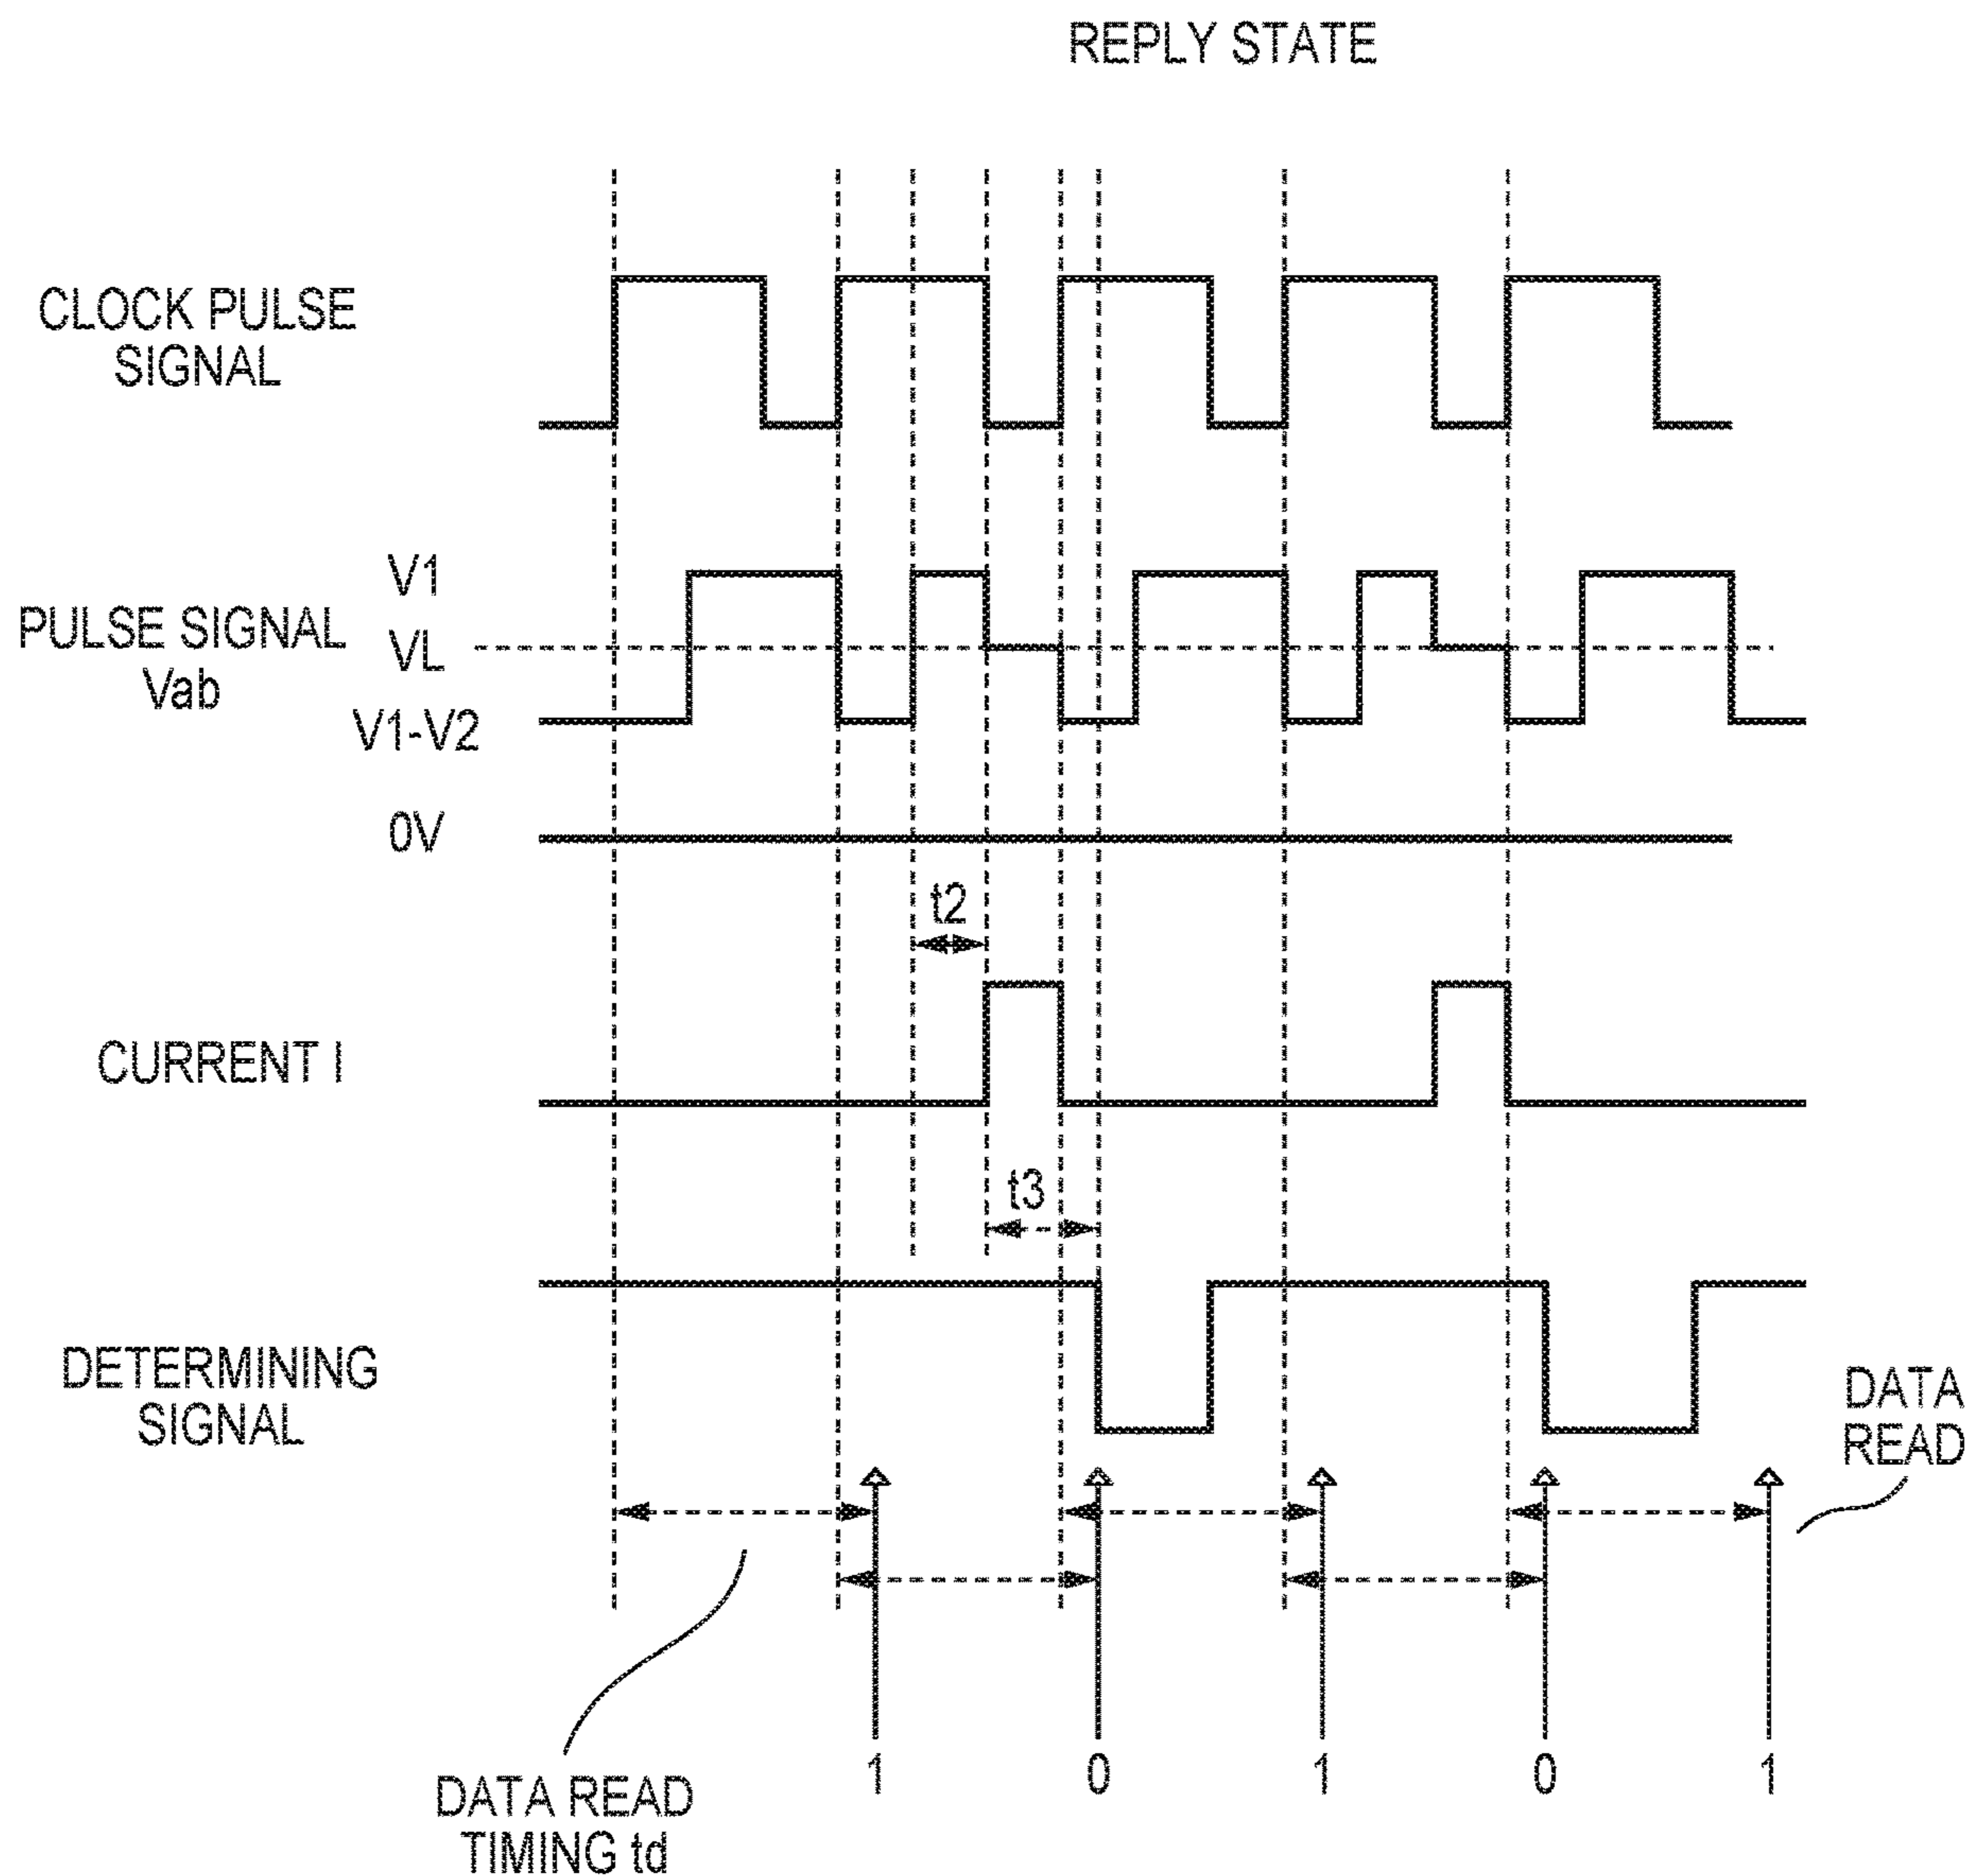 REPLY STATE
CLOCK PULSE
SIGNAL
V1
PULSE SIGNAL
VL
Vab
V1-V2
0V
t2
CURRENT I
t3
DETERMINING
SIGNAL
DATA
READ
1 0 1 0 1
DATA READ
TIMING td